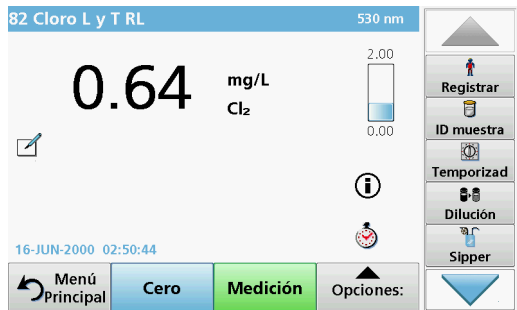 82 Cloro L y T RL
530 nm
2.00
0.64 mg/L
Cl₂
0.00
16-JUN-2000 02:50:44
Menú Principal
Cero
Medición
Opciones:
Registrar
ID muestra
Temporizad
Dilución
Sipper